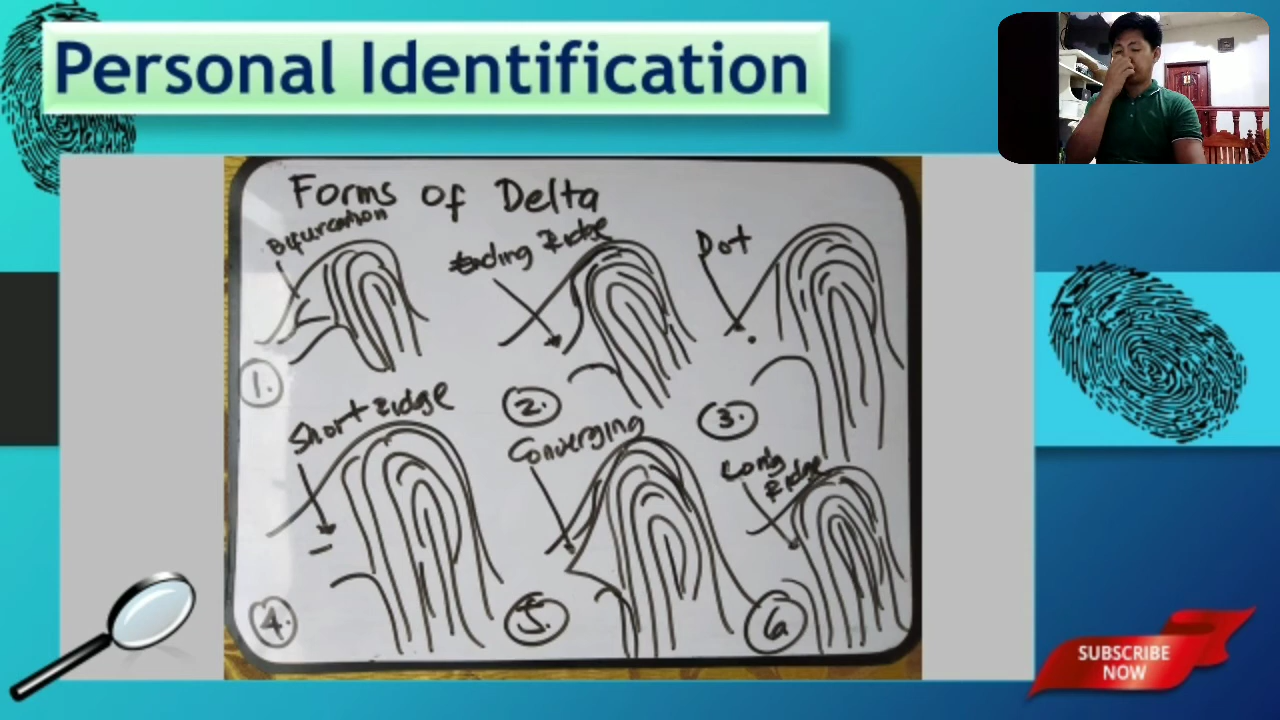 Personal Identification
Forms of Delta
Bifurcation
Ending Ridge
Dot
1.
2.
3.
Short Ridge
Converging
Long
Ridge
4.
5.
6
SUBSCRIBE
NOW